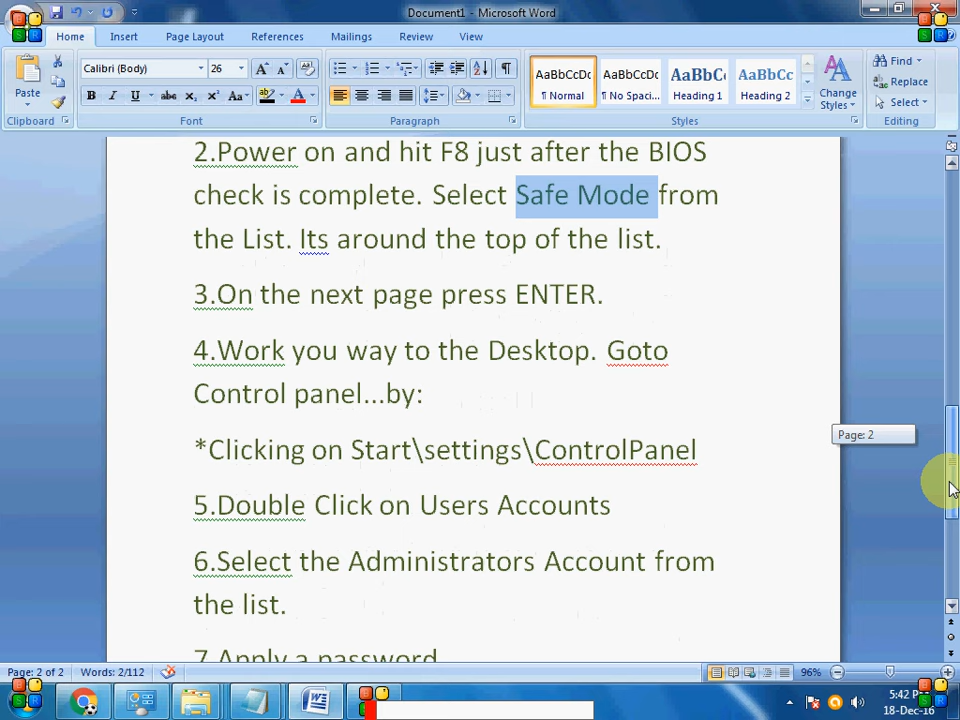 Document1 - Microsoft Word
Home Insert Page Layout References Mailings Review View
Paste
Calibri (Body) 26
AaBbCcDc AaBbCcDc AaBbC AaBbCc
¶ Normal ¶ No Spaci... Heading 1 Heading 2
Change Styles
Find
Replace
Select
Clipboard Font Paragraph Styles Editing
2.Power on and hit F8 just after the BIOS
check is complete. Select Safe Mode from
the List. Its around the top of the list.
3.On the next page press ENTER.
4.Work you way to the Desktop. Goto
Control panel...by:
Page: 2
*Clicking on Start\settings\ControlPanel
5.Double Click on Users Accounts
6.Select the Administrators Account from
the list.
7.Apply a password
Page: 2 of 2 Words: 2/112 96%
5:42 P
18-Dec-16